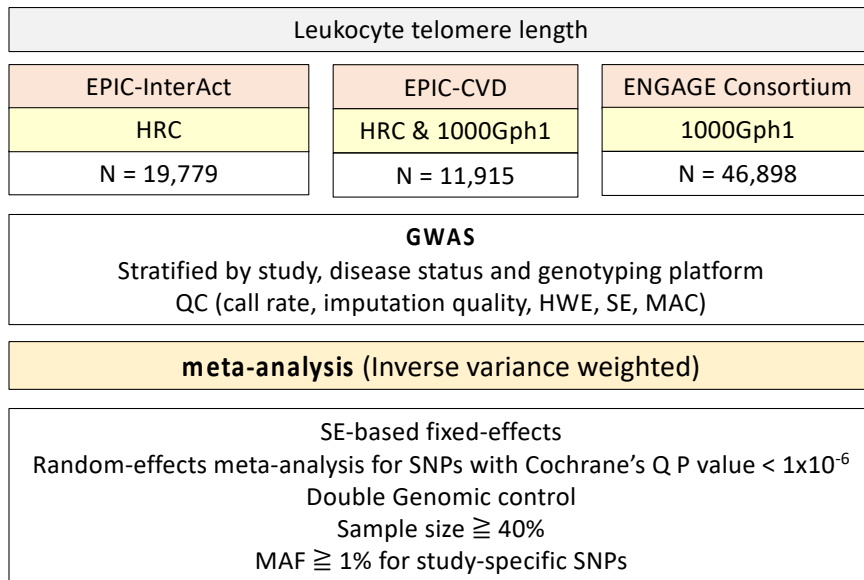 Leukocyte telomere length
EPIC-InterAct
EPIC-CVD
ENGAGE Consortium
HRC
HRC & 1000Gph1
1000Gph1
N = 19,779
N = 11,915
N = 46,898
GWAS
Stratified by study, disease status and genotyping platform
QC (call rate, imputation quality, HWE, SE, MAC)
meta-analysis (Inverse variance weighted)
SE-based fixed-effects
Random-effects meta-analysis for SNPs with Cochrane’s Q P value < 1x10⁻⁶
Double Genomic control
Sample size ≧ 40%
MAF ≧ 1% for study-specific SNPs